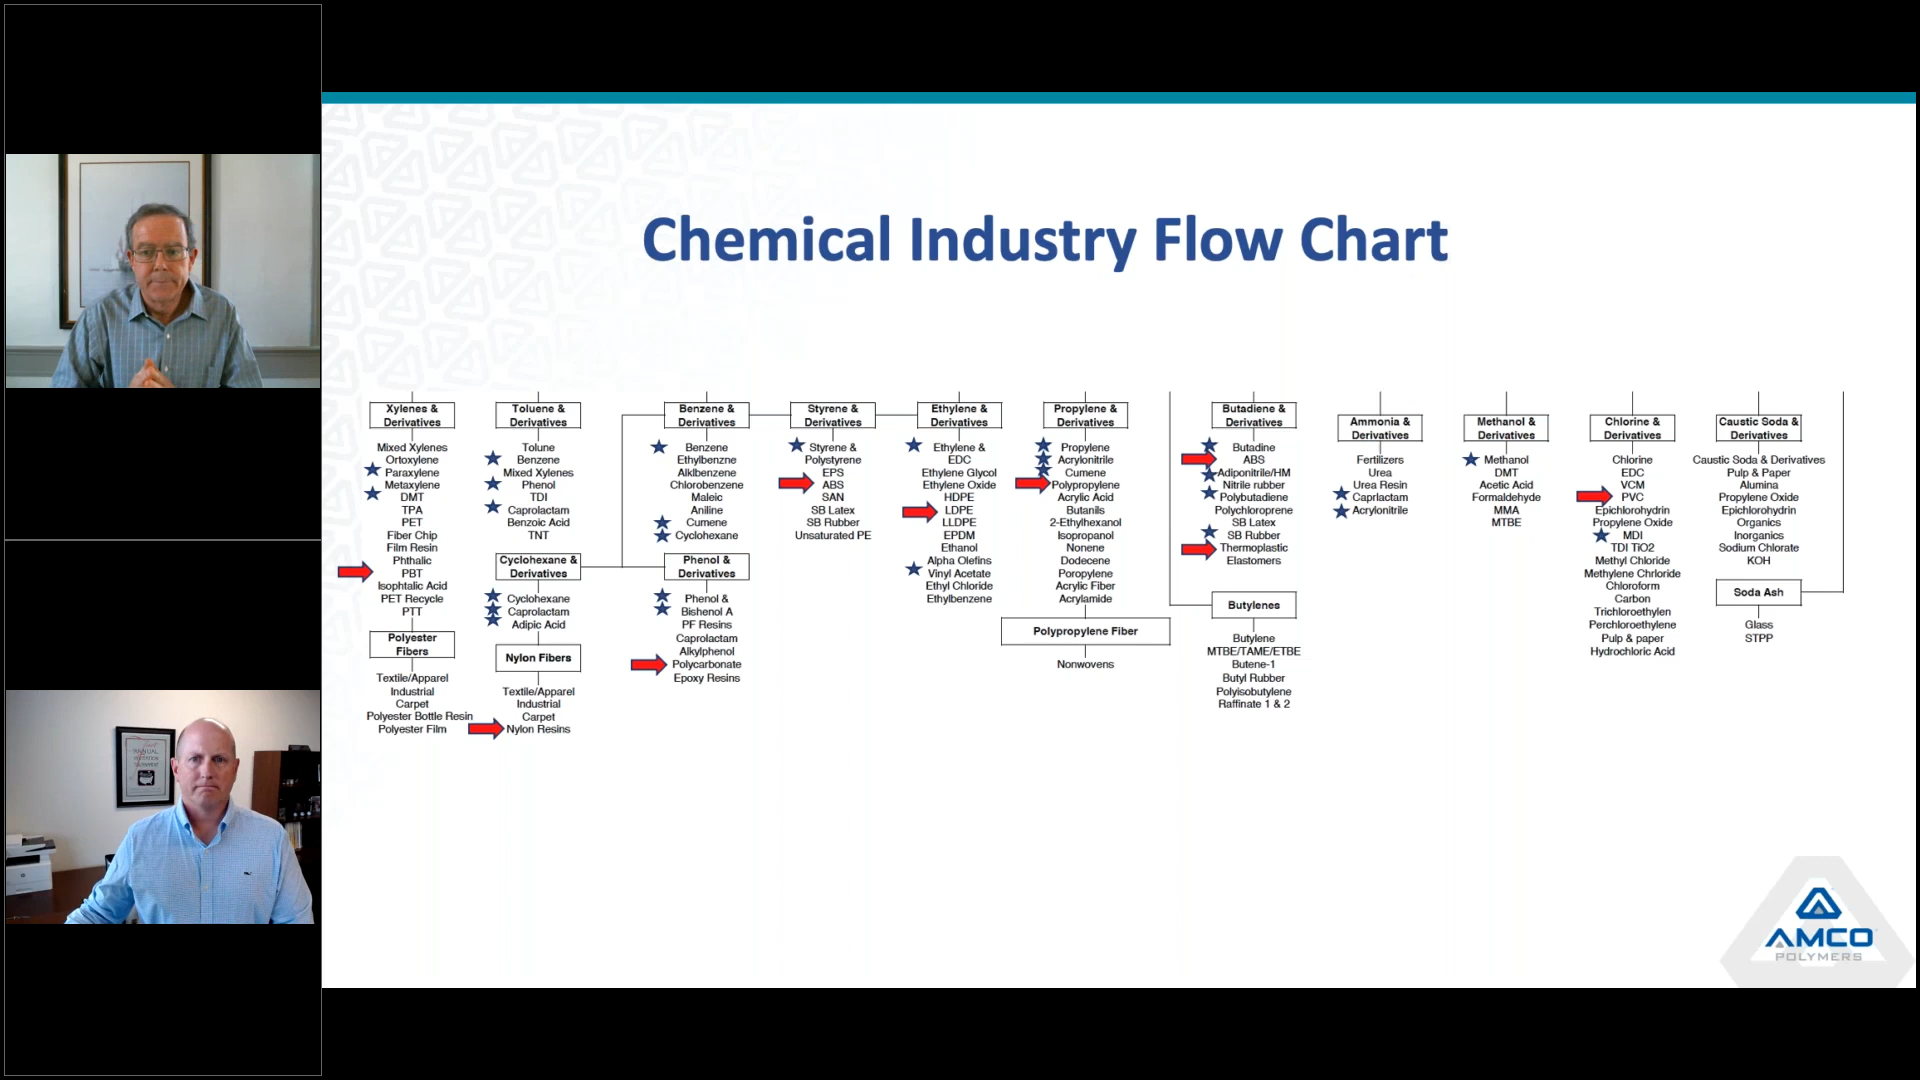 Chemical Industry Flow Chart
Xylenes &
Derivatives
Mixed Xylenes
Ortoxylene
Paraxylene
Metaxylene
DMT
TPA
PET
Fiber Chip
Film Resin
Phthalic
PBT
Isophtalic Acid
PET Recycle
PTT
Polyester
Fibers
Textile/Apparel
Industrial
Carpet
Polyester Bottle Resin
Polyester Film
Toluene &
Derivatives
Tolune
Benzene
Mixed Xylenes
Phenol
TDI
Caprolactam
Benzoic Acid
TNT
Cyclohexane &
Derivatives
Cyclohexane
Caprolactam
Adipic Acid
Nylon Fibers
Textile/Apparel
Industrial
Carpet
Nylon Resins
Benzene &
Derivatives
Benzene
Ethylbenzne
Alklbenzene
Chlorobenzene
Maleic
Aniline
Cumene
Cyclohexane
Phenol &
Derivatives
Phenol &
Bishenol A
PF Resins
Caprolactam
Alkylphenol
Polycarbonate
Epoxy Resins
Styrene &
Derivatives
Styrene &
Polystyrene
EPS
ABS
SAN
SB Latex
SB Rubber
Unsaturated PE
Ethylene &
Derivatives
Ethylene &
EDC
Ethylene Glycol
Ethylene Oxide
HDPE
LDPE
LLDPE
EPDM
Ethanol
Alpha Olefins
Vinyl Acetate
Ethyl Chloride
Ethylbenzene
Propylene &
Derivatives
Propylene
Acrylonitrile
Cumene
Polypropylene
Acrylic Acid
Butanils
2-Ethylhexanol
Isopropanol
Nonene
Dodecene
Poropylene
Acrylic Fiber
Acrylamide
Polypropylene Fiber
Nonwovens
Butadiene &
Derivatives
Butadine
ABS
Adiponitrile/HM
Nitrile rubber
Polybutadiene
Polychloroprene
SB Latex
SB Rubber
Thermoplastic
Elastomers
Butylenes
Butylene
MTBE/TAME/ETBE
Butene-1
Butyl Rubber
Polyisobutylene
Raffinate 1 & 2
Ammonia &
Derivatives
Fertilizers
Urea
Urea Resin
Caprlactam
Acrylonitrile
Methanol &
Derivatives
Methanol
DMT
Acetic Acid
Formaldehyde
MMA
MTBE
Chlorine &
Derivatives
Chlorine
EDC
VCM
PVC
Epichlorohydrin
Propylene Oxide
MDI
TDI TiO2
Methyl Chloride
Methylene Chrloride
Chloroform
Carbon
Trichloroethylen
Perchloroethylene
Pulp & paper
Hydrochloric Acid
Caustic Soda &
Derivatives
Caustic Soda & Derivatives
Pulp & Paper
Alumina
Propylene Oxide
Epichlorohydrin
Organics
Inorganics
Sodium Chlorate
KOH
Soda Ash
Glass
STPP
AMCO
POLYMERS